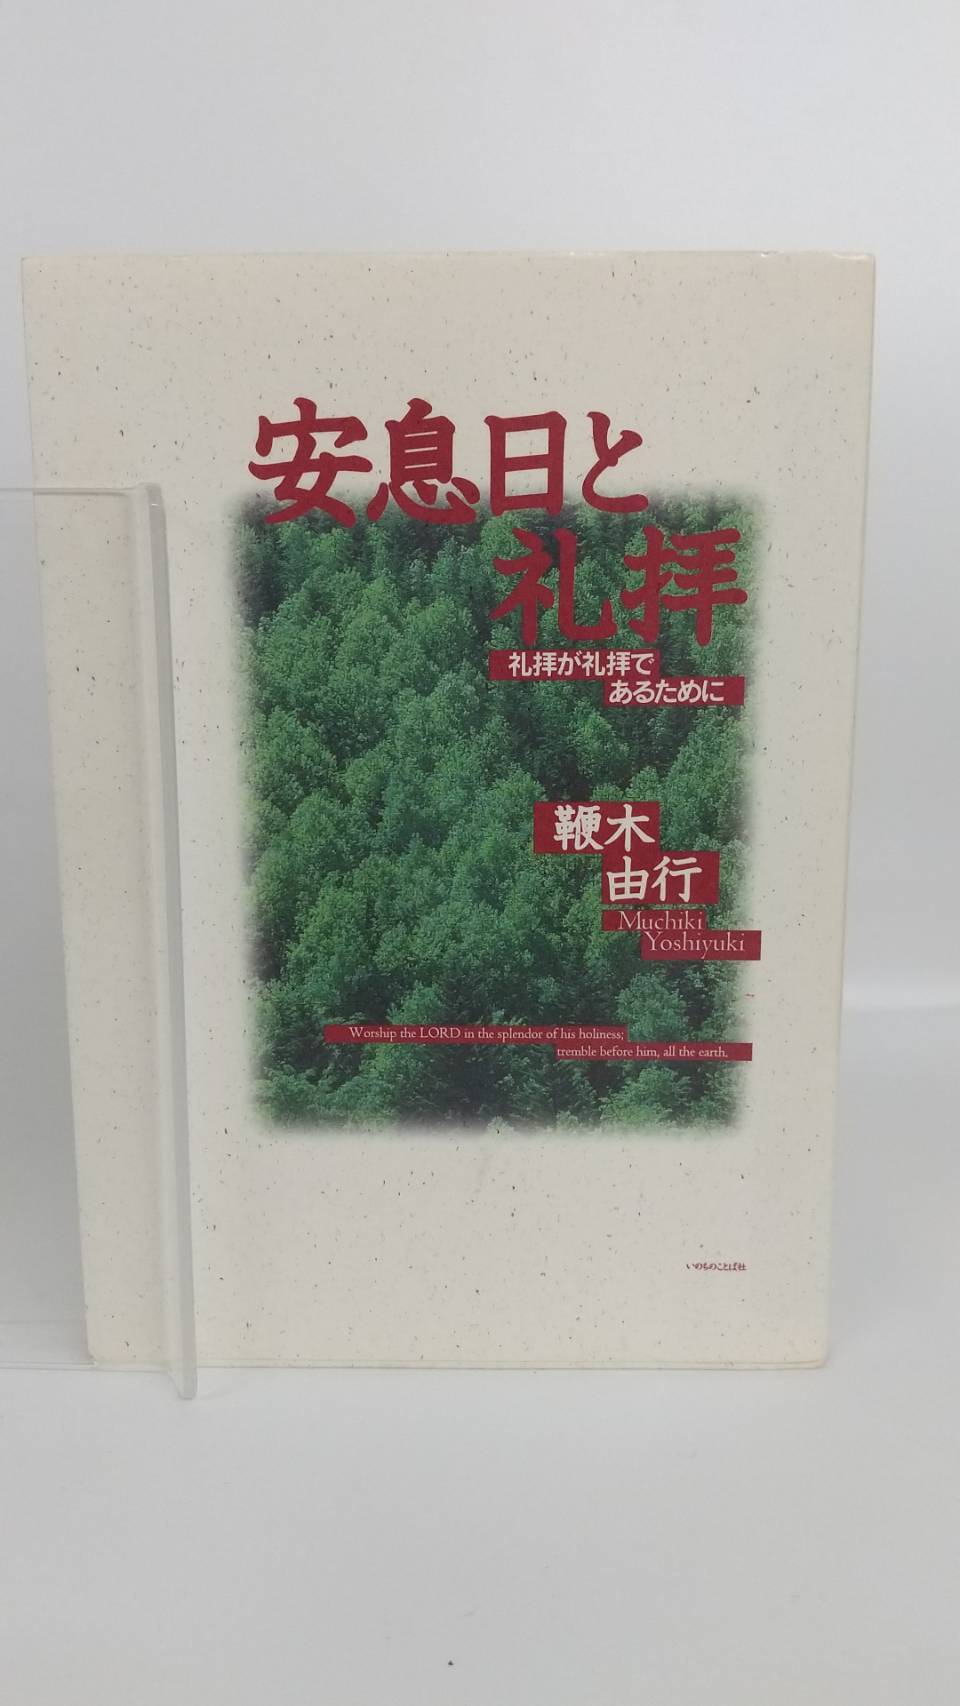 安息日と
礼拝
礼拝が礼拝で
あるために
鞭木
由行
Muchiki
Yoshiyuki
Worship the LORD in the splendor of his holiness;
tremble before him, all the earth.
いのちのことば社